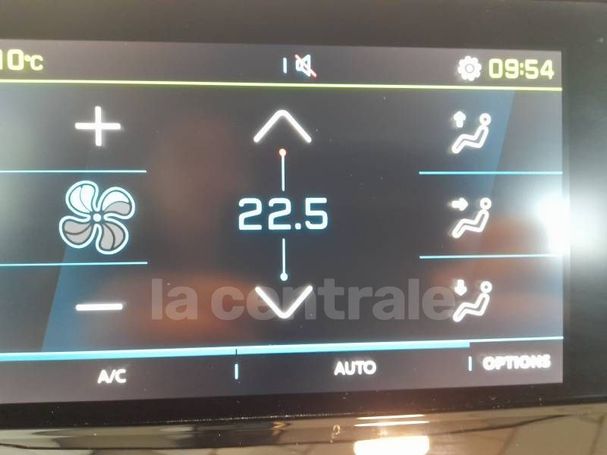 10°C 09:54
22.5
la centrale
A/C AUTO OPTIONS